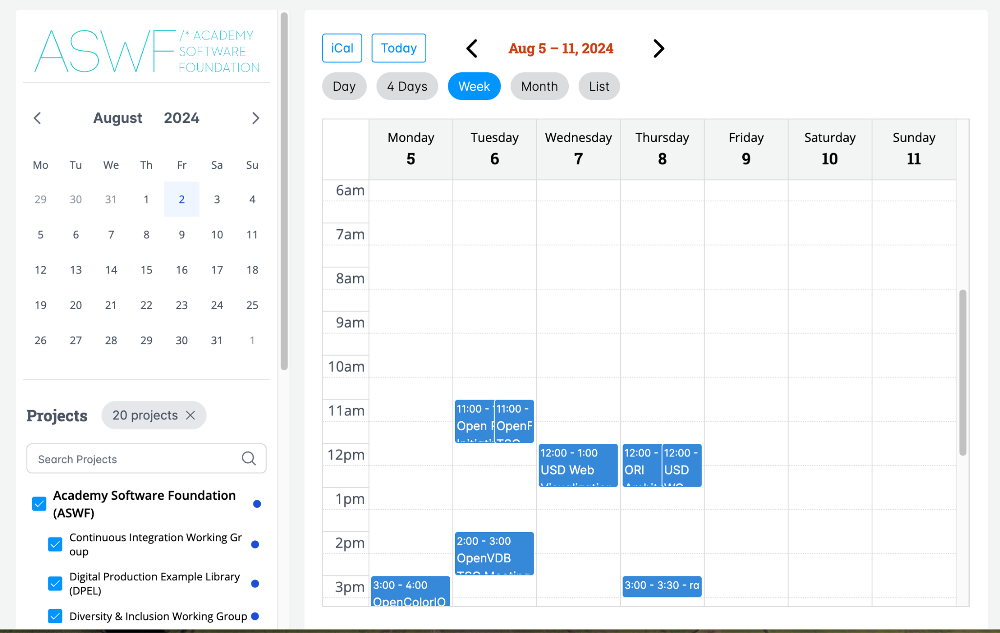 ASWF /* ACADEMY
SOFTWARE
FOUNDATION
August 2024
Mo Tu We Th Fr Sa Su
29 30 31 1 2 3 4
5 6 7 8 9 10 11
12 13 14 15 16 17 18
19 20 21 22 23 24 25
26 27 28 29 30 31 1
Projects 20 projects
Search Projects
Academy Software Foundation
(ASWF)
Continuous Integration Working Gr
oup
Digital Production Example Library
(DPEL)
Diversity & Inclusion Working Group
iCal Today Aug 5 – 11, 2024
Day 4 Days Week Month List
Monday Tuesday Wednesday Thursday Friday Saturday Sunday
5 6 7 8 9 10 11
6am
7am
8am
9am
10am
11am
11:00 - 11:00 -
Open OpenF
TSC
12pm
12:00 - 1:00 12:00 - 12:00 -
USD Web ORI USD
Visualization WG
1pm
2pm
2:00 - 3:00
OpenVDB
TSC Meeting
3pm
3:00 - 4:00 3:00 - 3:30 - ra
OpenColorIO